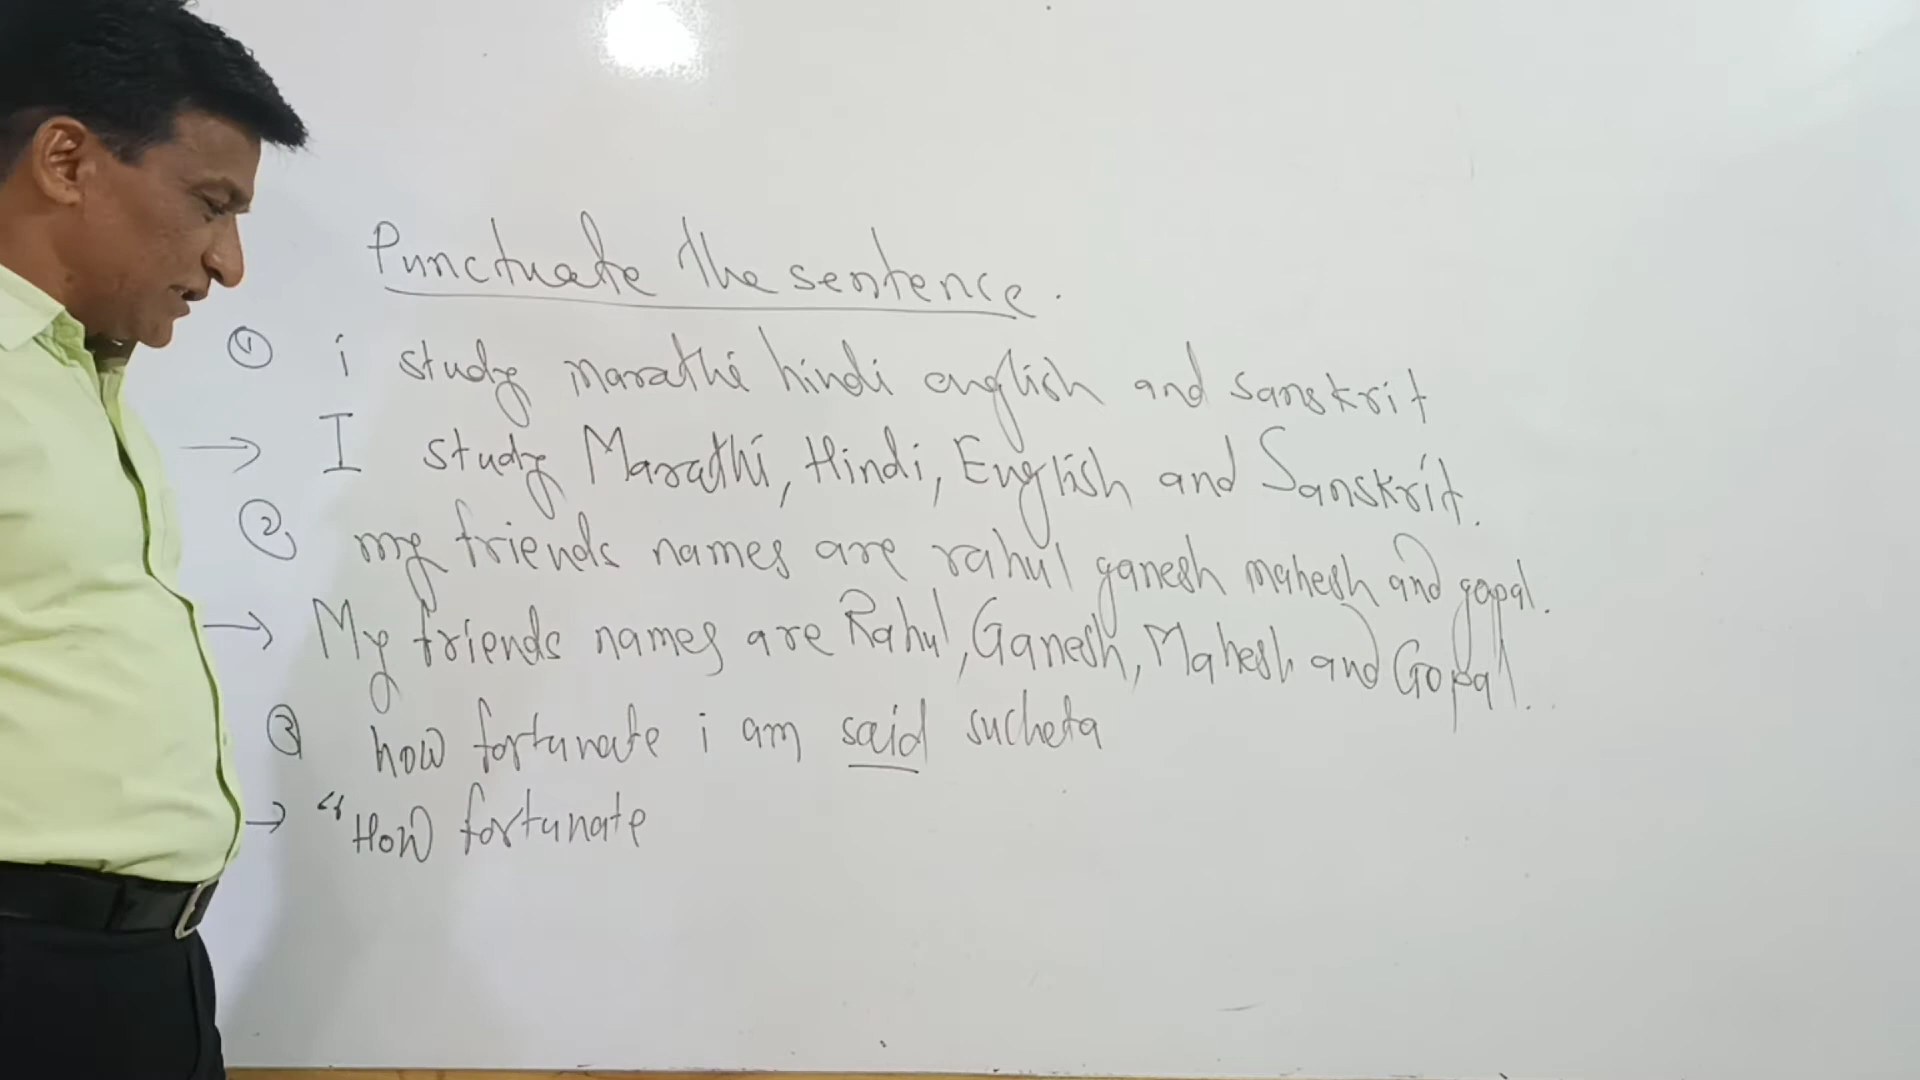 Punctuate the sentence.
① i study marathi hindi english and sanskrit
→ I study Marathi, Hindi, English and Sanskrit.
② my friends names are rahul ganesh mahesh and gopal.
→ My friends names are Rahul, Ganesh, Mahesh and Gopal.
③ how fortunate i am said sucheta
→ "How fortunate